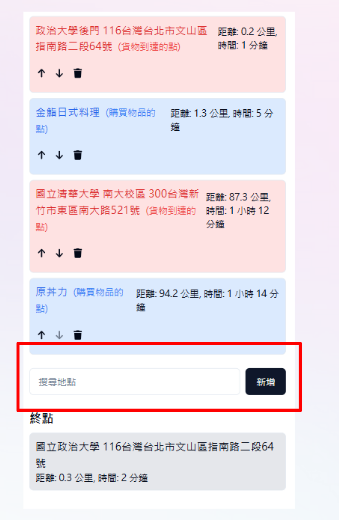 政治大學後門 116台灣台北市文山區
指南路二段64號 (貨物到達的點)
距離: 0.2 公里,
時間: 1 分鐘
金鮨日式料理 (購買物品的
點)
距離: 1.3 公里, 時間: 5 分
鐘
國立清華大學 南大校區 300台灣新
竹市東區南大路521號 (貨物到達的
點)
距離: 87.3 公里,
時間: 1 小時 12
分鐘
原丼力 (購買物品的
點)
距離: 94.2 公里, 時間: 1 小時 14 分
鐘
搜尋地點
新增
終點
國立政治大學 116台灣台北市文山區指南路二段64
號
距離: 0.3 公里, 時間: 2 分鐘